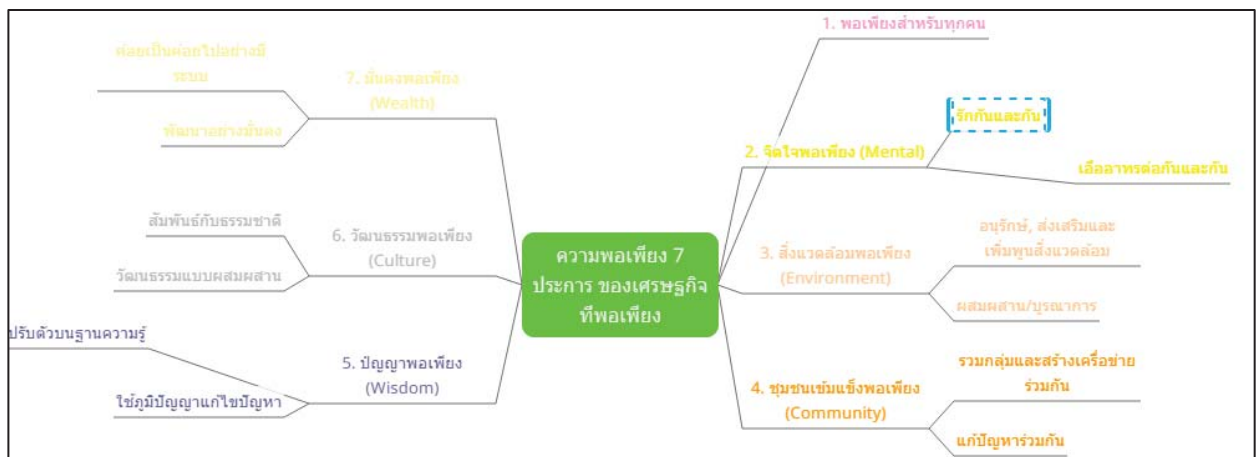 ความพอเพียง 7
ประการ ของเศรษฐกิจ
ที่พอเพียง
1. พอเพียงสำหรับทุกคน
2. จิตใจพอเพียง (Mental)
รักกันและกัน
เอื้ออาทรต่อกันและกัน
3. สิ่งแวดล้อมพอเพียง
(Environment)
อนุรักษ์, ส่งเสริมและ
เพิ่มพูนสิ่งแวดล้อม
ผสมผสาน/บูรณาการ
4. ชุมชนเข้มแข็งพอเพียง
(Community)
รวมกลุ่มและสร้างเครือข่าย
ร่วมกัน
แก้ปัญหาร่วมกัน
5. ปัญญาพอเพียง
(Wisdom)
ปรับตัวบนฐานความรู้
ใช้ภูมิปัญญาแก้ไขปัญหา
6. วัฒนธรรมพอเพียง
(Culture)
สัมพันธ์กับธรรมชาติ
วัฒนธรรมแบบผสมผสาน
7. มั่นคงพอเพียง
(Wealth)
ค่อยเป็นค่อยไปอย่างมี
ระบบ
พัฒนาอย่างมั่นคง